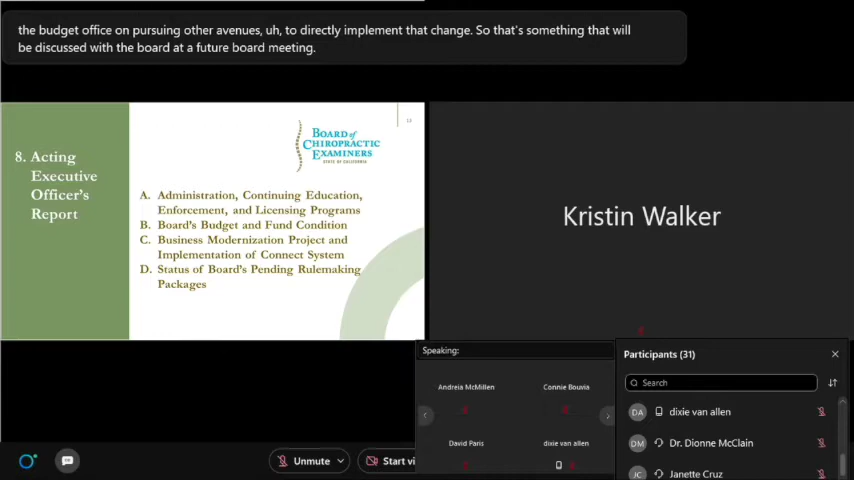 the budget office on pursuing other avenues, uh, to directly implement that change. So that's something that will
be discussed with the board at a future board meeting.
13
BOARD of
CHIROPRACTIC
EXAMINERS
STATE OF CALIFORNIA
8. Acting
Executive
Officer's
Report
A. Administration, Continuing Education,
Enforcement, and Licensing Programs
B. Board's Budget and Fund Condition
C. Business Modernization Project and
Implementation of Connect System
D. Status of Board's Pending Rulemaking
Packages
Kristin Walker
Speaking:
Andreia McMillen
Connie Bouvia
David Paris
dixie van allen
Participants (31)
Search
DA dixie van allen
DM Dr. Dionne McClain
JC Janette Cruz
Unmute
Start vi